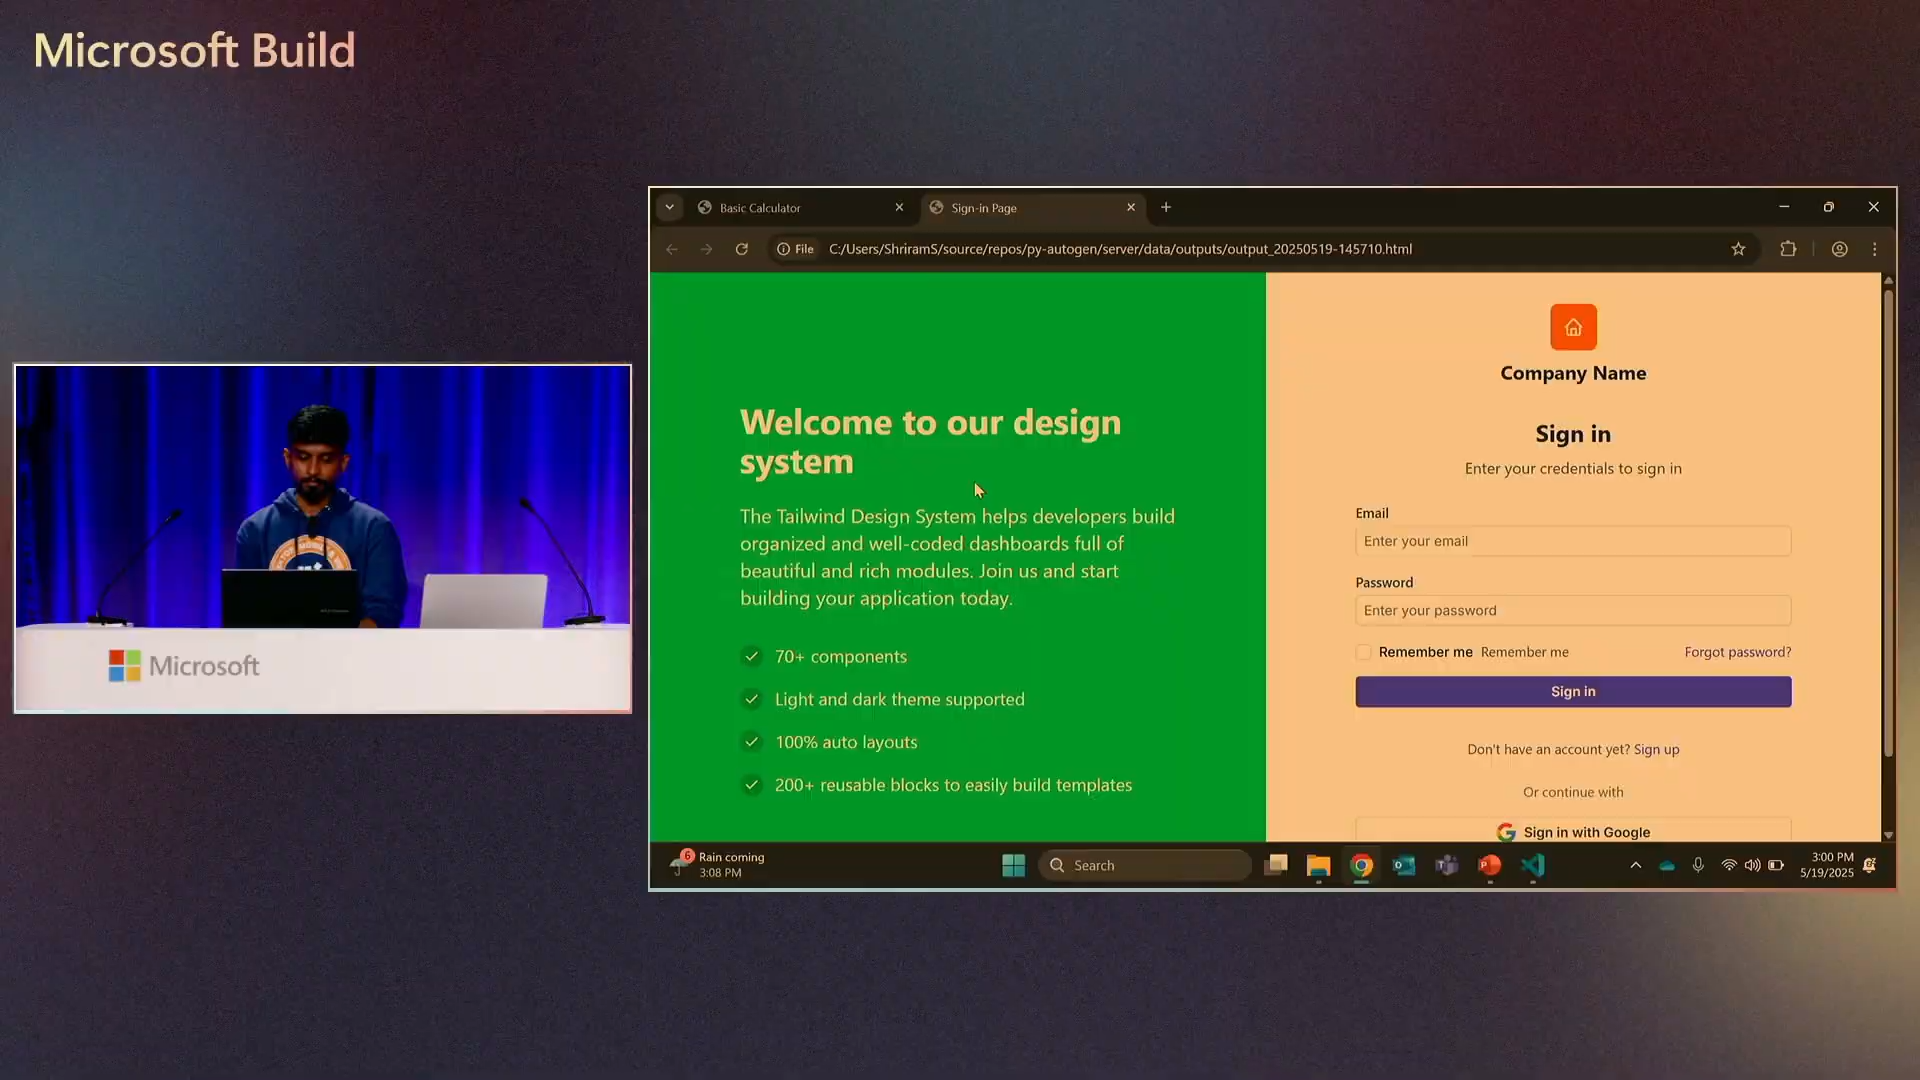 Microsoft Build
Microsoft
Basic Calculator
Sign-in Page
File
C:/Users/ShriramS/source/repos/py-autogen/server/data/outputs/output_20250519-145710.html
Welcome to our design
system
The Tailwind Design System helps developers build
organized and well-coded dashboards full of
beautiful and rich modules. Join us and start
building your application today.
70+ components
Light and dark theme supported
100% auto layouts
200+ reusable blocks to easily build templates
Company Name
Sign in
Enter your credentials to sign in
Email
Enter your email
Password
Enter your password
Remember me Remember me Forgot password?
Sign in
Don't have an account yet? Sign up
Or continue with
Sign in with Google
6
Rain coming
3:08 PM
Search
3:00 PM
5/19/2025